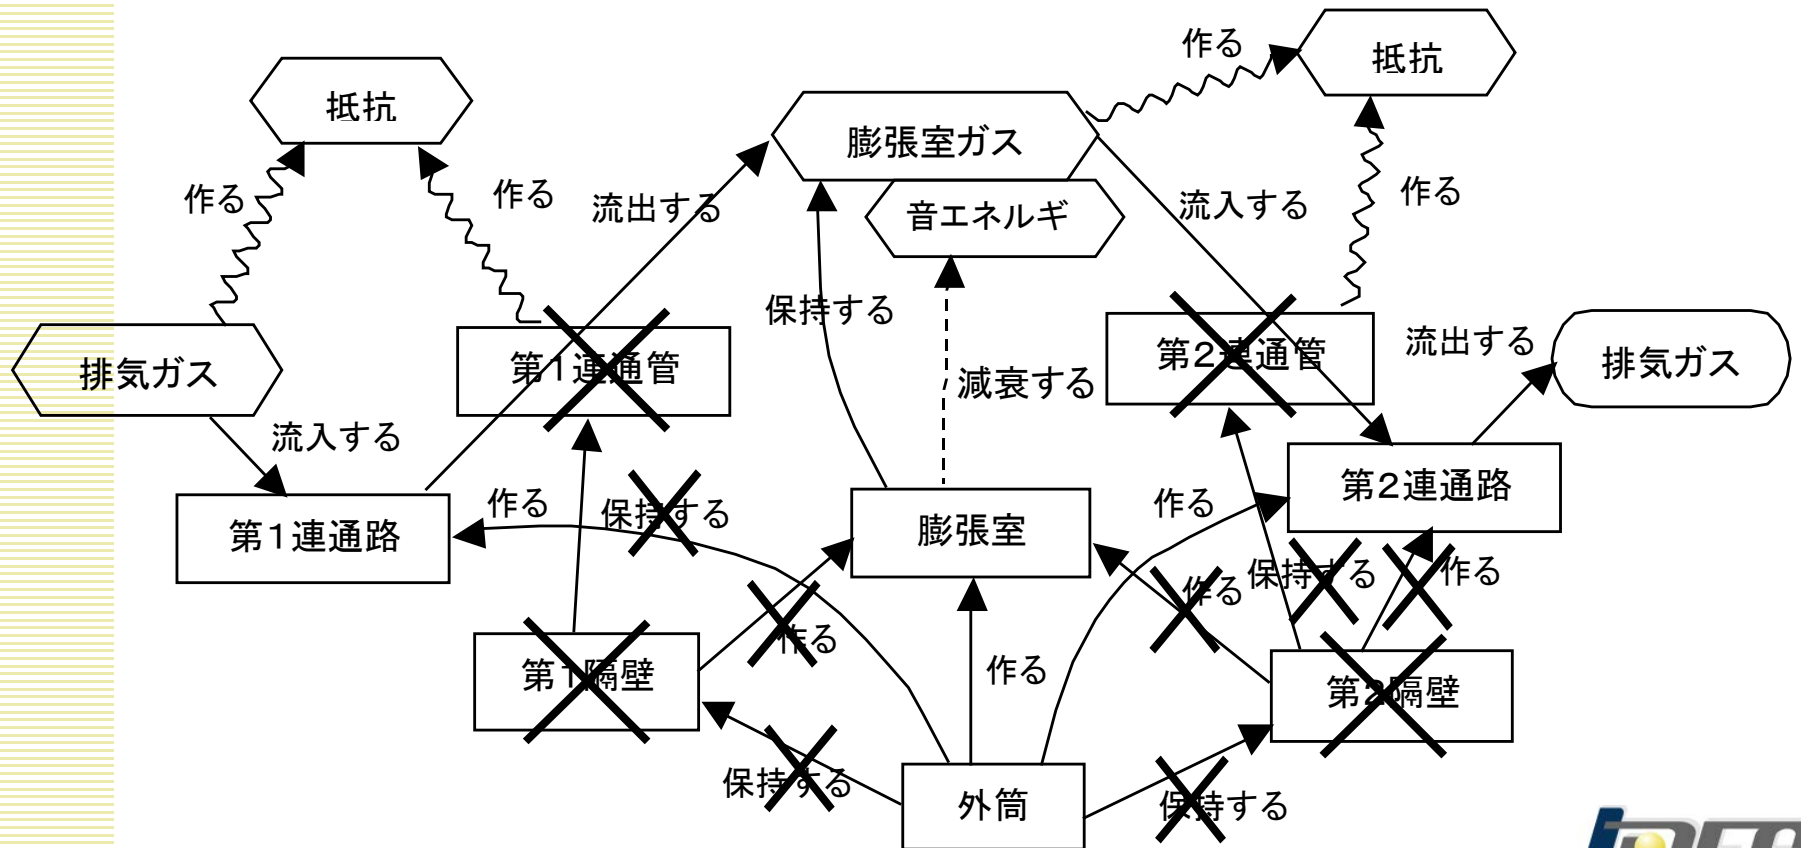 作る
抵抗
抵抗
膨張室ガス
作る
作る
流出する
音エネルギ
流入する
作る
保持する
排気ガス
第1連通管
減衰する
第2連通管
流出する
排気ガス
流入する
第1連通路
作る
保持する
膨張室
作る
第2連通路
作る
作る
保持する
作る
第1隔壁
作る
第2隔壁
保持する
外筒
保持する